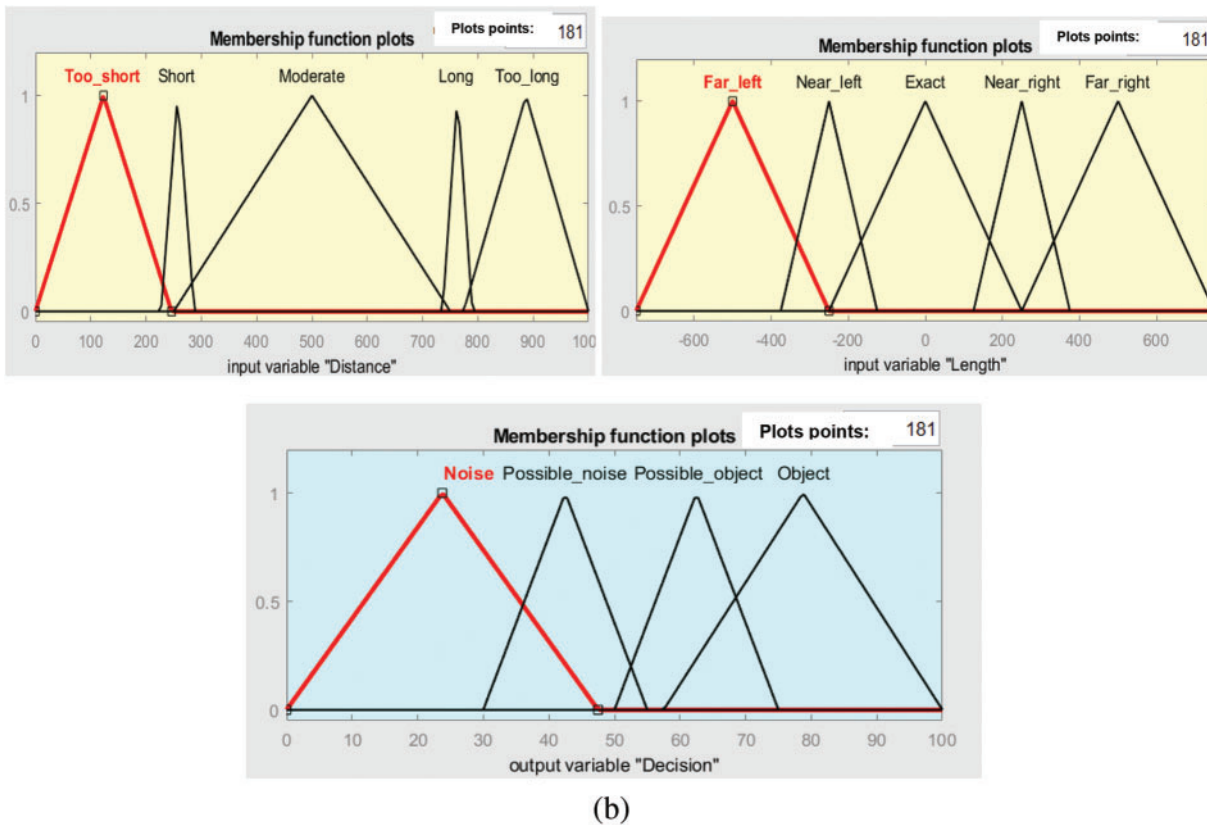 Membership function plots Plots points: 181
Too_short Short Moderate Long Too_long
1
0.5
0
0 100 200 300 400 500 600 700 800 900 1000
input variable "Distance"
Membership function plots Plots points: 181
Far_left Near_left Exact Near_right Far_right
1
0.5
0
-600 -400 -200 0 200 400 600
input variable "Length"
Membership function plots Plots points: 181
Noise Possible_noise Possible_object Object
1
0.5
0
0 10 20 30 40 50 60 70 80 90 100
output variable "Decision"
(b)